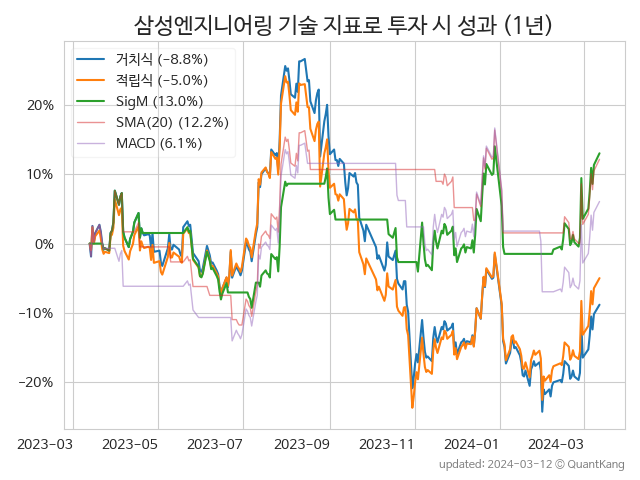 삼성엔지니어링 기술 지표로 투자 시 성과 (1년)
거치식 (-8.8%)
적립식 (-5.0%)
SigM (13.0%)
SMA(20) (12.2%)
MACD (6.1%)
20%
10%
0%
−10%
−20%
2023-03 2023-05 2023-07 2023-09 2023-11 2024-01 2024-03
updated: 2024-03-12 © QuantKang